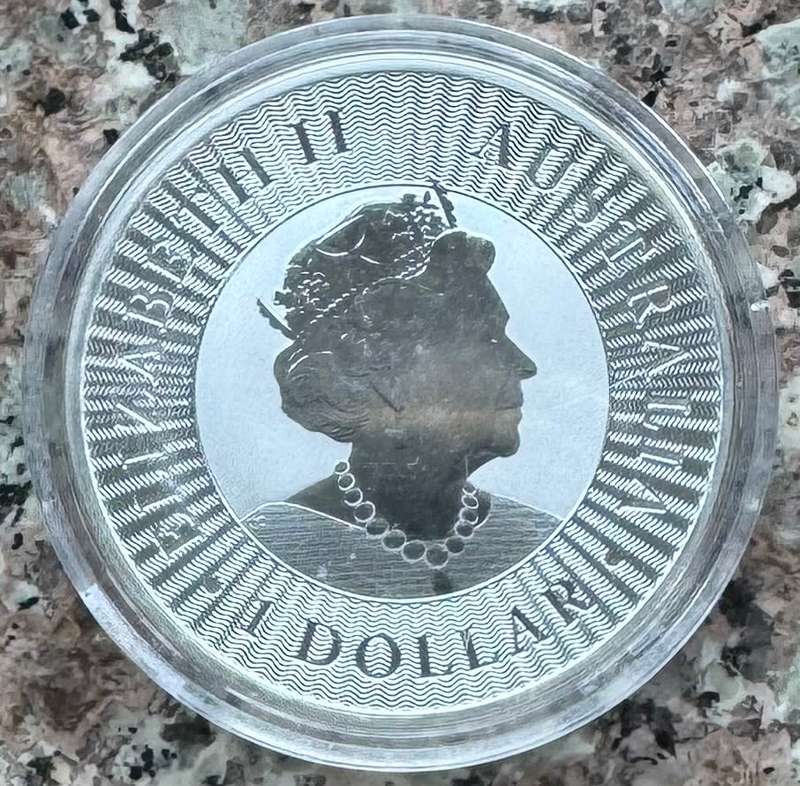 ELIZABETH II
AUSTRALIA
• 1 DOLLAR •